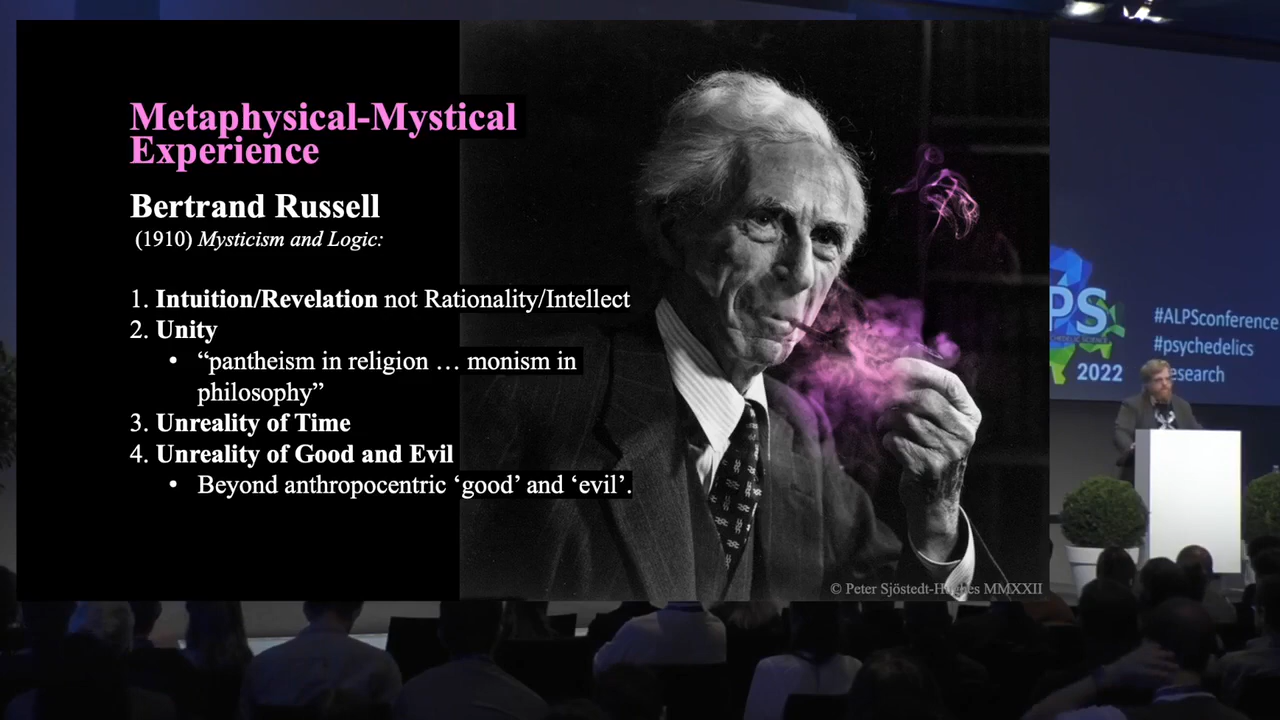 Metaphysical-Mystical
Experience
Bertrand Russell
(1910) Mysticism and Logic:
1. Intuition/Revelation not Rationality/Intellect
2. Unity
• “pantheism in religion … monism in
philosophy”
3. Unreality of Time
4. Unreality of Good and Evil
• Beyond anthropocentric ‘good’ and ‘evil’.
© Peter Sjöstedt-Hughes MMXXII
PS
2022
#ALPSconference
#psychedelics
esearch